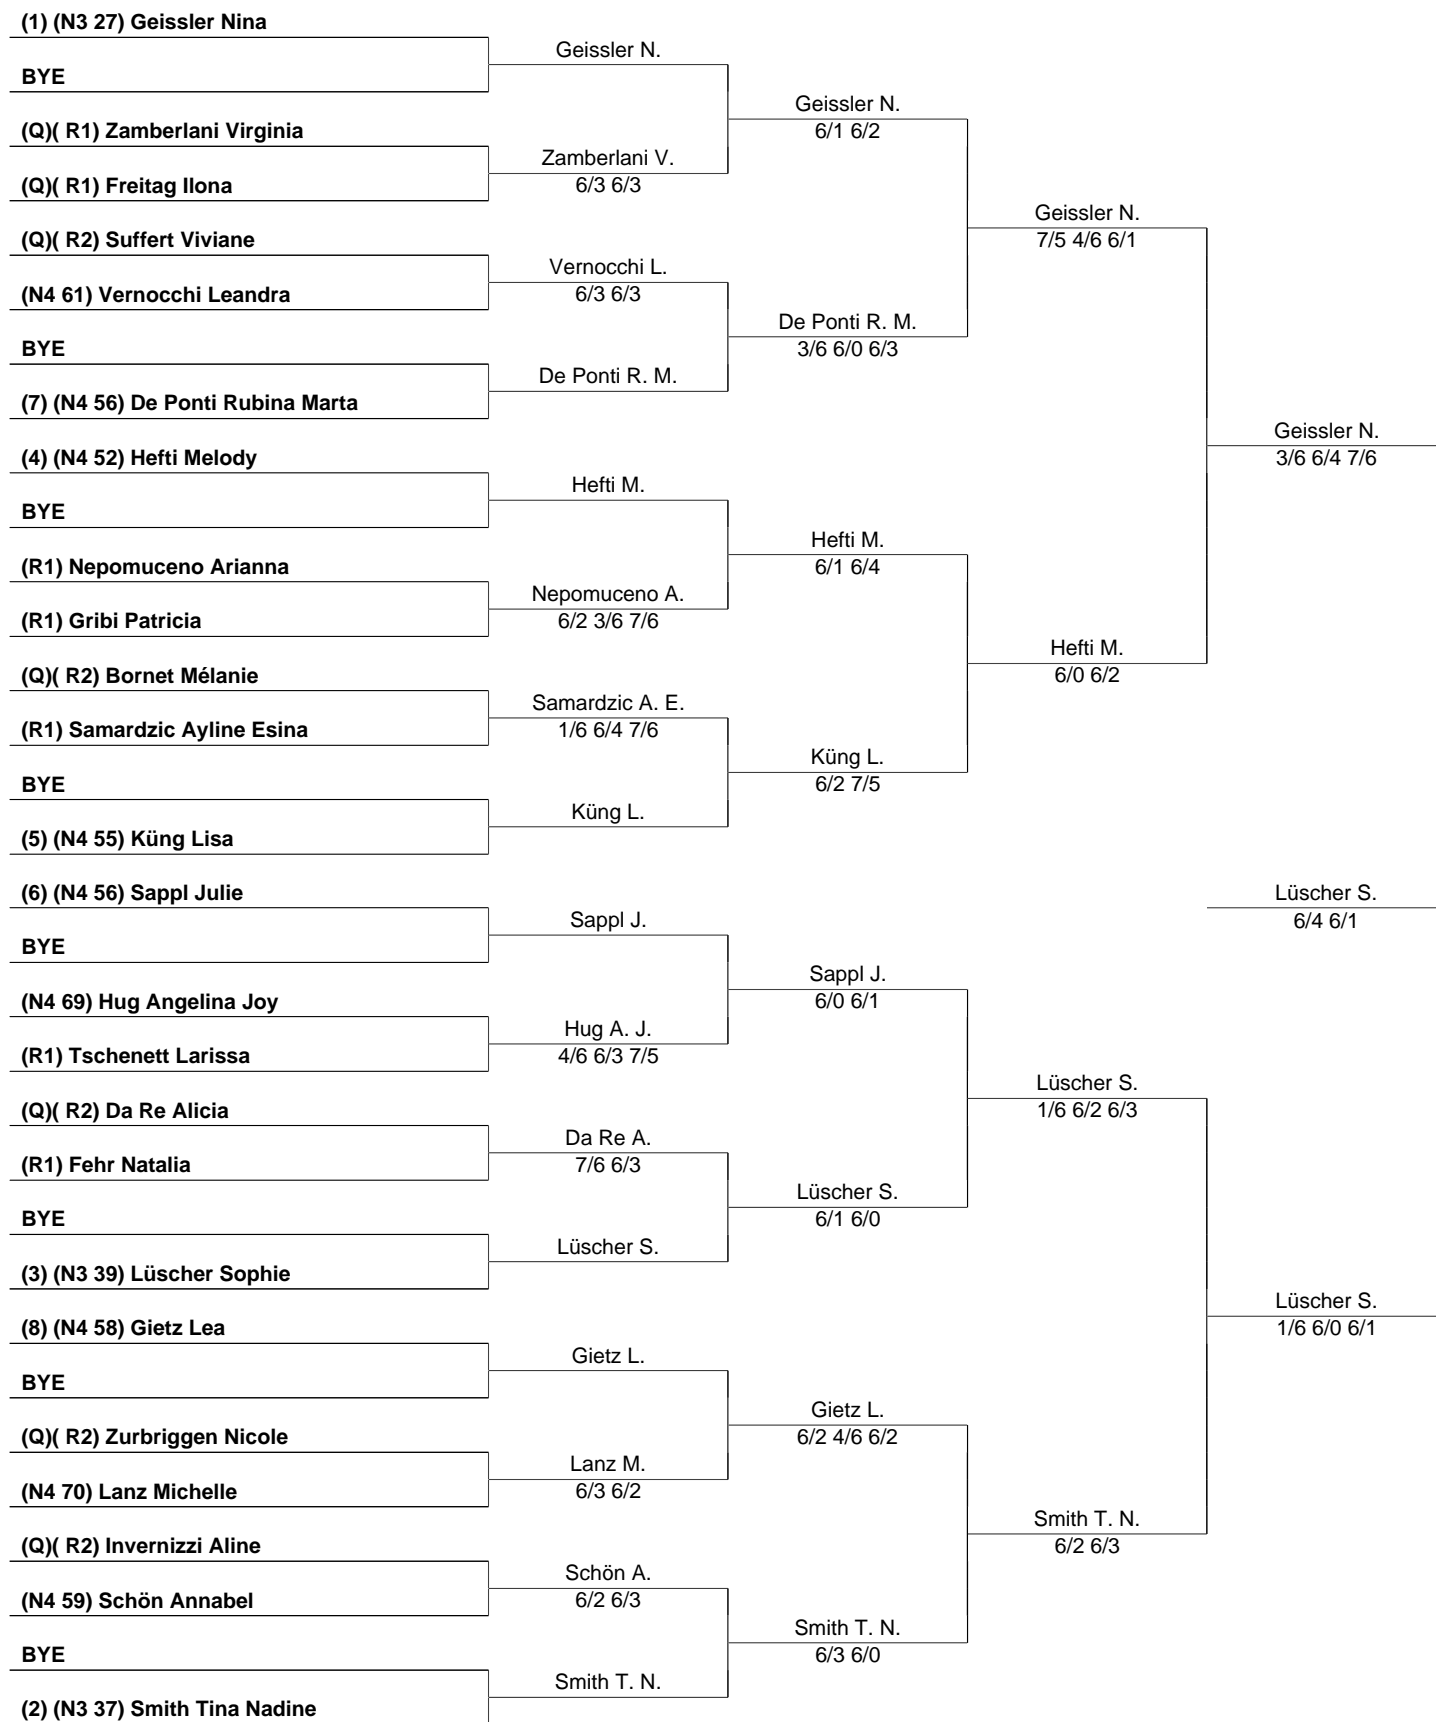 (1) (N3 27) Geissler Nina
BYE
(Q)( R1) Zamberlani Virginia
(Q)( R1) Freitag Ilona
(Q)( R2) Suffert Viviane
(N4 61) Vernocchi Leandra
BYE
(7) (N4 56) De Ponti Rubina Marta
(4) (N4 52) Hefti Melody
BYE
(R1) Nepomuceno Arianna
(R1) Gribi Patricia
(Q)( R2) Bornet Mélanie
(R1) Samardzic Ayline Esina
BYE
(5) (N4 55) Küng Lisa
(6) (N4 56) Sappl Julie
BYE
(N4 69) Hug Angelina Joy
(R1) Tschenett Larissa
(Q)( R2) Da Re Alicia
(R1) Fehr Natalia
BYE
(3) (N3 39) Lüscher Sophie
(8) (N4 58) Gietz Lea
BYE
(Q)( R2) Zurbriggen Nicole
(N4 70) Lanz Michelle
(Q)( R2) Invernizzi Aline
(N4 59) Schön Annabel
BYE
(2) (N3 37) Smith Tina Nadine
Geissler N.
Zamberlani V.
6/3 6/3
Vernocchi L.
6/3 6/3
De Ponti R. M.
Hefti M.
Nepomuceno A.
6/2 3/6 7/6
Samardzic A. E.
1/6 6/4 7/6
Küng L.
Sappl J.
Hug A. J.
4/6 6/3 7/5
Da Re A.
7/6 6/3
Lüscher S.
Gietz L.
Lanz M.
6/3 6/2
Schön A.
6/2 6/3
Smith T. N.
Geissler N.
6/1 6/2
De Ponti R. M.
3/6 6/0 6/3
Hefti M.
6/1 6/4
Küng L.
6/2 7/5
Sappl J.
6/0 6/1
Lüscher S.
6/1 6/0
Gietz L.
6/2 4/6 6/2
Smith T. N.
6/3 6/0
Geissler N.
7/5 4/6 6/1
Hefti M.
6/0 6/2
Lüscher S.
1/6 6/2 6/3
Smith T. N.
6/2 6/3
Geissler N.
3/6 6/4 7/6
Lüscher S.
6/4 6/1
Lüscher S.
1/6 6/0 6/1